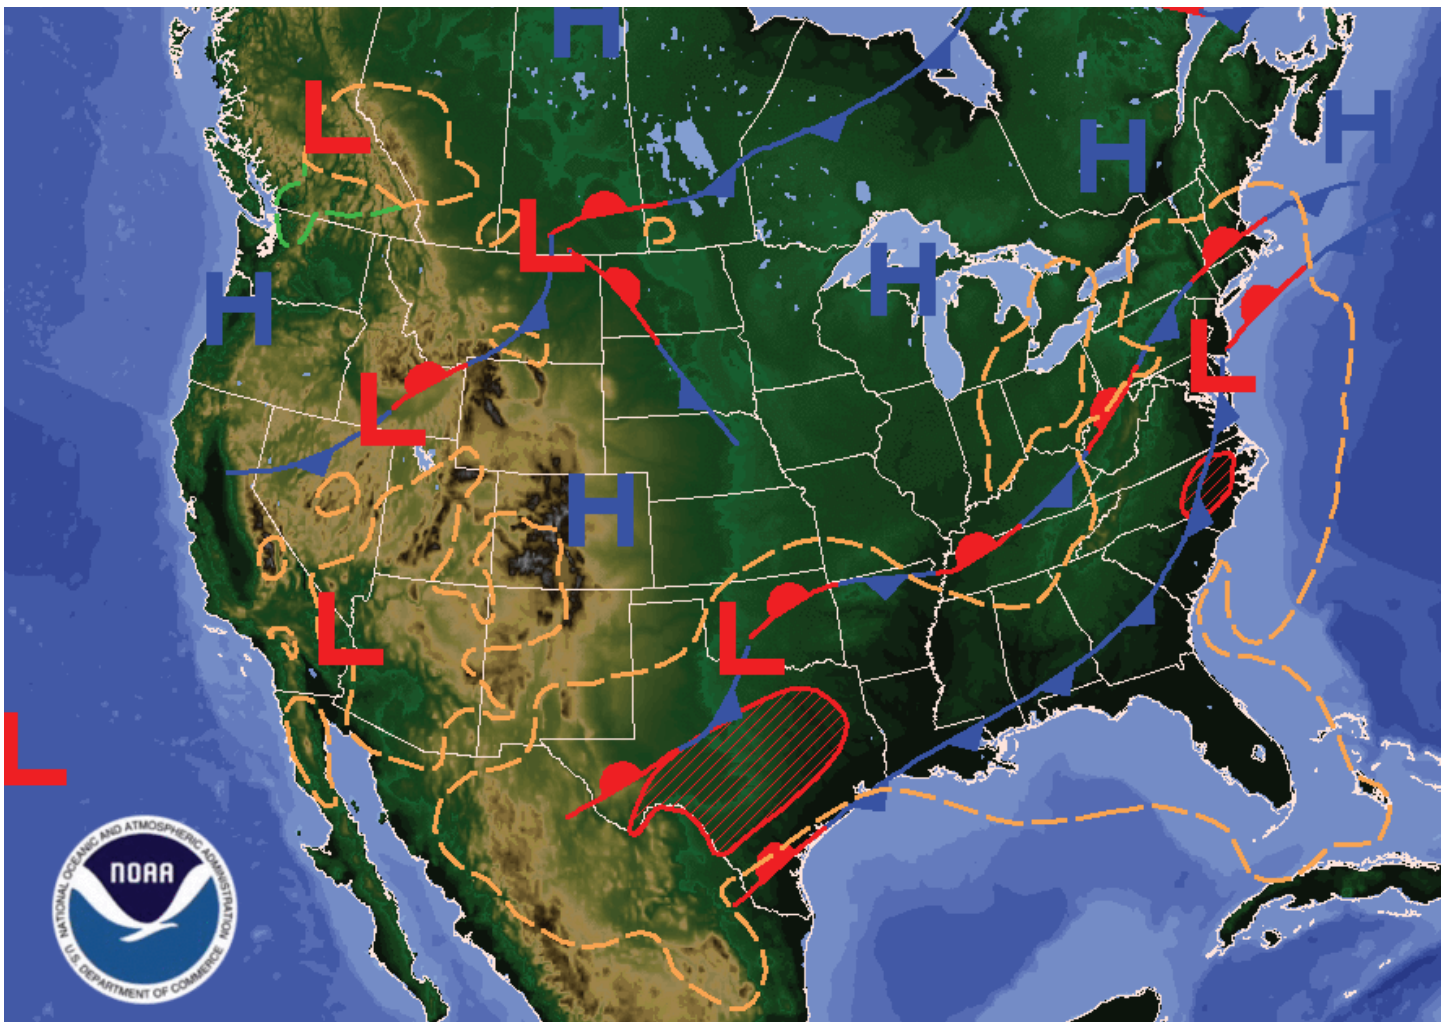 H
H
L
H
L
H
H
L
L
H
L
L
L
NATIONAL OCEANIC AND ATMOSPHERIC ADMINISTRATION
NOAA
U.S. DEPARTMENT OF COMMERCE